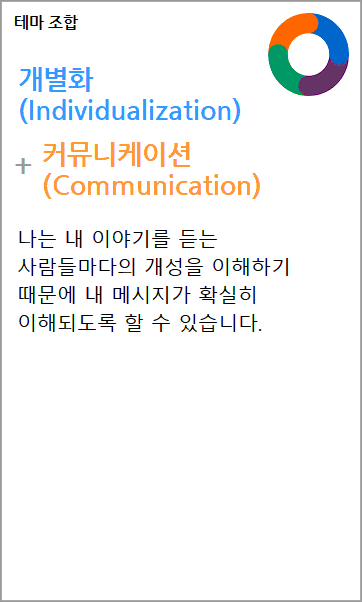 테마 조합
개별화
(Individualization)
+ 커뮤니케이션
(Communication)
나는 내 이야기를 듣는
사람들마다의 개성을 이해하기
때문에 내 메시지가 확실히
이해되도록 할 수 있습니다.